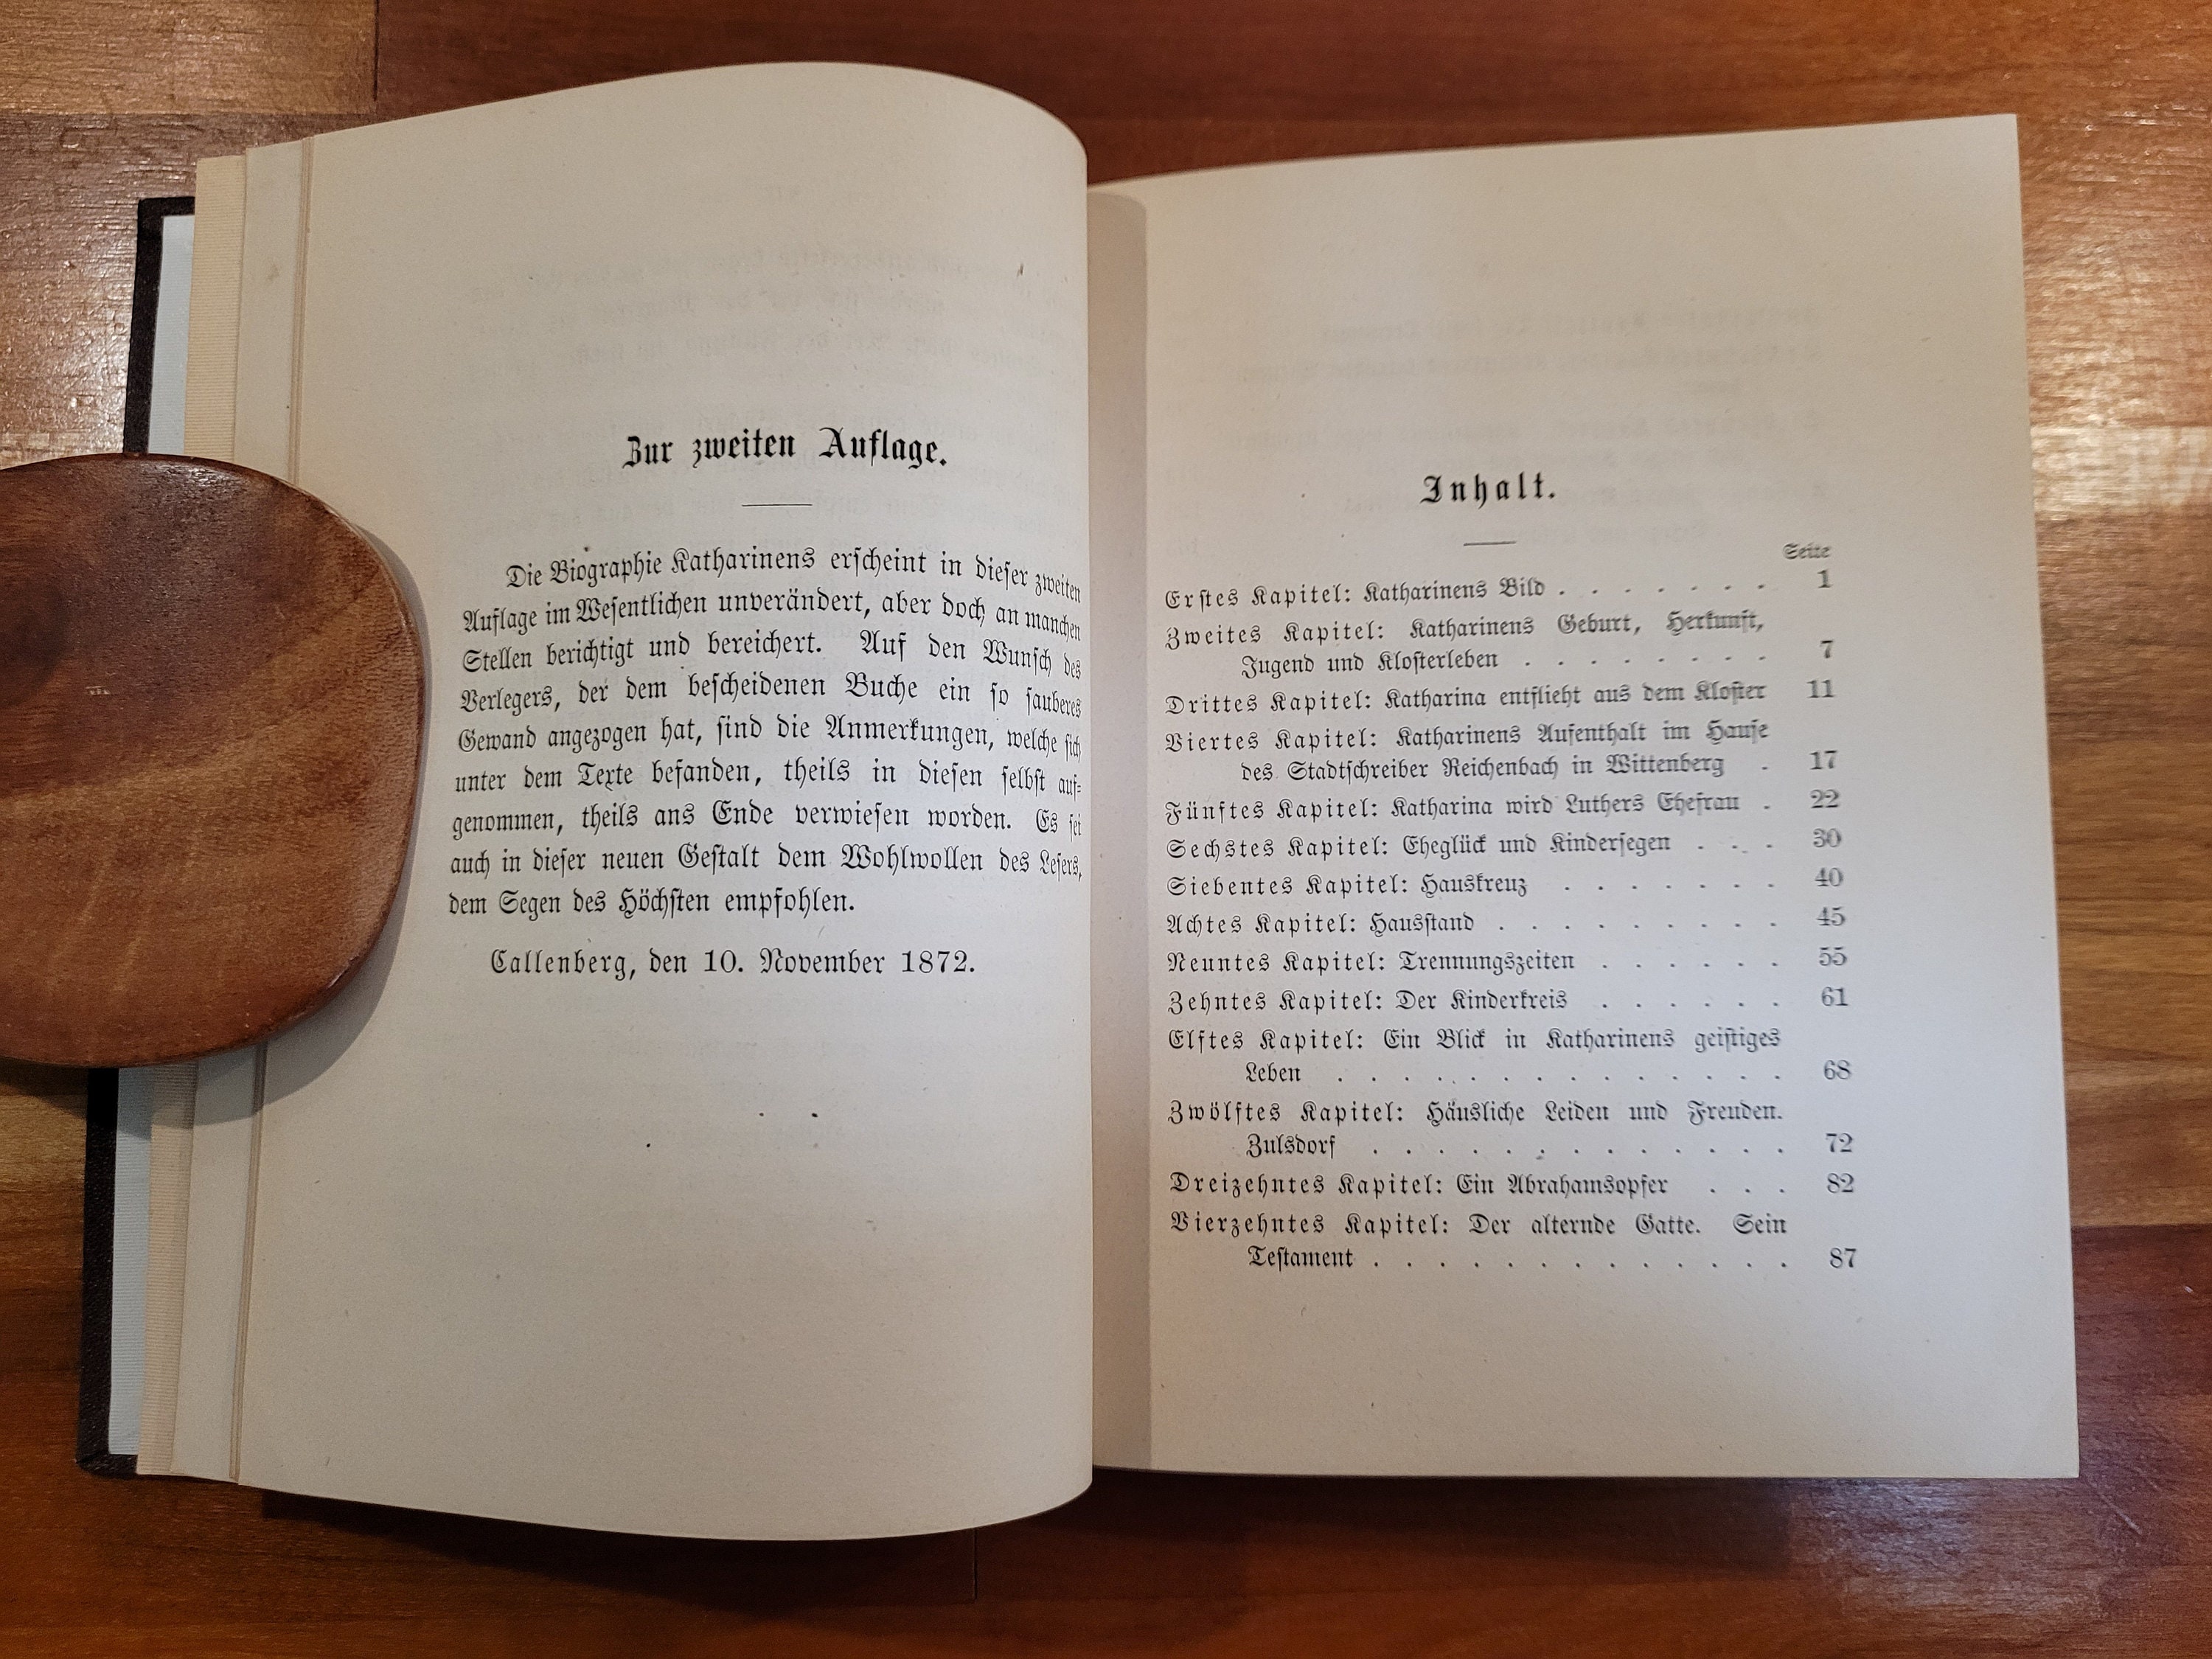 Zur zweiten Auflage.
Die Biographie Katharinens erscheint in dieser zweiten
Auflage im Wesentlichen unverändert, aber doch an manchen
Stellen berichtigt und bereichert. Auf den Wunsch des
Verlegers, der dem bescheidenen Buche ein so sauberes
Gewand angezogen hat, sind die Anmerkungen, welche sich
unter dem Texte befanden, theils in diesen selbst auf-
genommen, theils ans Ende verwiesen worden. Es sei
auch in dieser neuen Gestalt dem Wohlwollen des Lesers,
dem Segen des Höchsten empfohlen.
Callenberg, den 10. November 1872.
Inhalt.
Seite
Erstes Kapitel: Katharinens Bild . . . . . . . 1
Zweites Kapitel: Katharinens Geburt, Herkunft,
Jugend und Klosterleben . . . . . . . . 7
Drittes Kapitel: Katharina entflieht aus dem Kloster 11
Viertes Kapitel: Katharinens Aufenthalt im Hause
des Stadtschreiber Reichenbach in Wittenberg . 17
Fünftes Kapitel: Katharina wird Luthers Ehefrau . 22
Sechstes Kapitel: Eheglück und Kindersegen . . . 30
Siebentes Kapitel: Hauskreuz . . . . . . . 40
Achtes Kapitel: Hausstand . . . . . . . . . 45
Neuntes Kapitel: Trennungszeiten . . . . . . 55
Zehntes Kapitel: Der Kinderkreis . . . . . . 61
Elftes Kapitel: Ein Blick in Katharinens geistiges
Leben . . . . . . . . . . . . . . 68
Zwölftes Kapitel: Häusliche Leiden und Freuden.
Zulsdorf . . . . . . . . . . . . . 72
Dreizehntes Kapitel: Ein Abrahamsopfer . . . 82
Vierzehntes Kapitel: Der alternde Gatte. Sein
Testament . . . . . . . . . . . . . 87